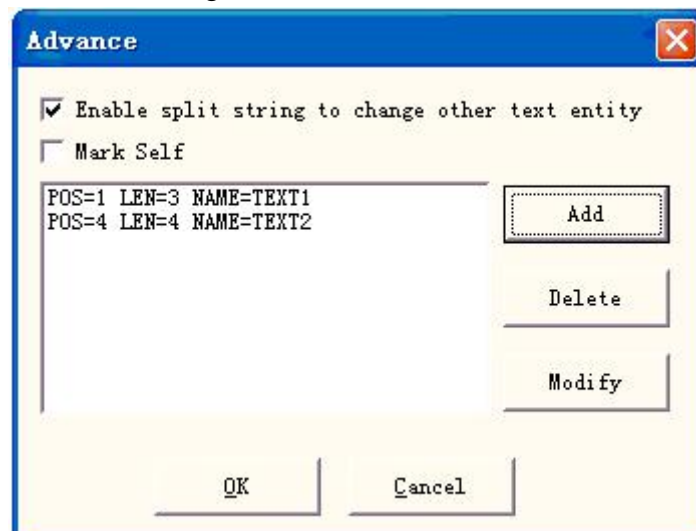 Advance
Enable split string to change other text entity
Mark Self
POS=1 LEN=3 NAME=TEXT1
POS=4 LEN=4 NAME=TEXT2
Add
Delete
Modify
OK
Cancel